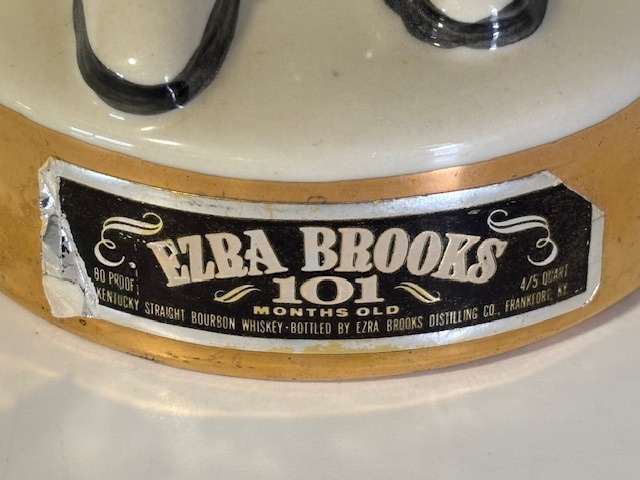 EZRA BROOKS
101
MONTHS OLD
80 PROOF
4/5 QUART
KENTUCKY STRAIGHT BOURBON WHISKEY·BOTTLED BY EZRA BROOKS DISTILLING CO., FRANKFORT, KY.